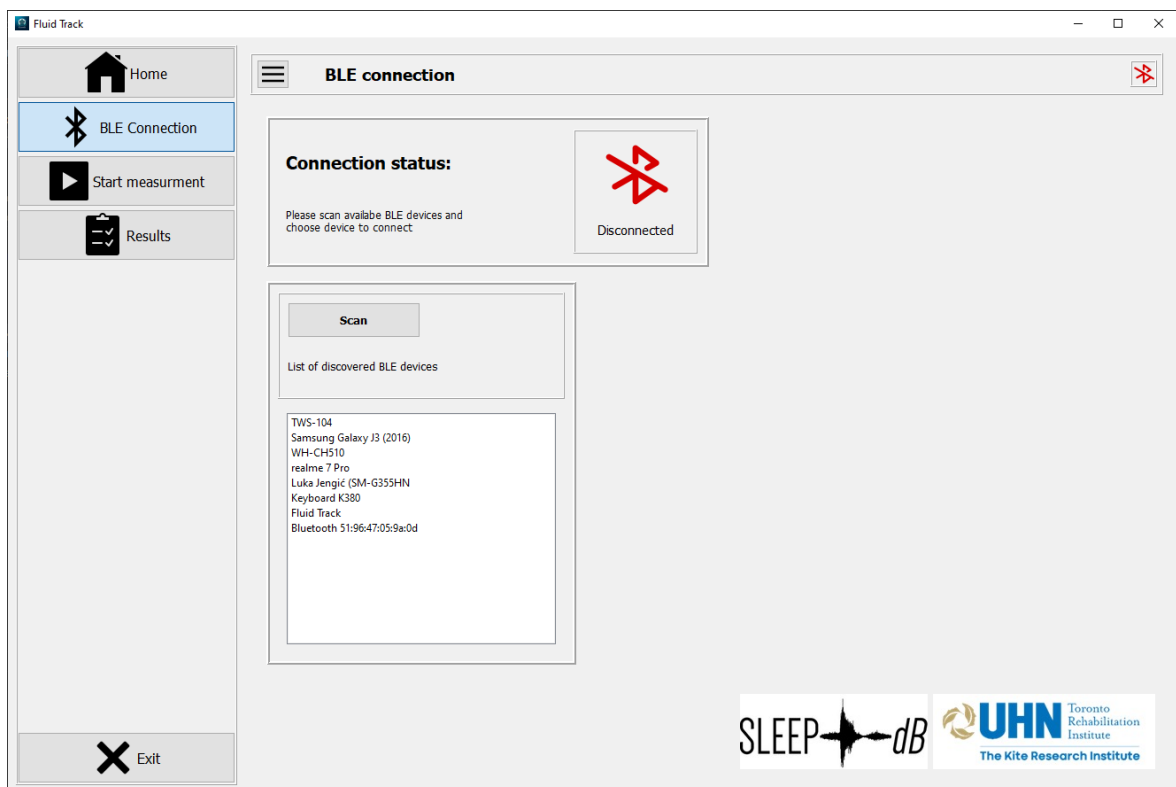 Fluid Track
Home
BLE Connection
Start measurment
Results
Exit
BLE connection
Connection status:
Please scan availabe BLE devices and
choose device to connect
Disconnected
Scan
List of discovered BLE devices
TWS-104
Samsung Galaxy J3 (2016)
WH-CH510
realme 7 Pro
Luka Jengić (SM-G355HN
Keyboard K380
Fluid Track
Bluetooth 51:96:47:05:9a:0d
SLEEP dB
UHN
Toronto
Rehabilitation
Institute
The Kite Research Institute